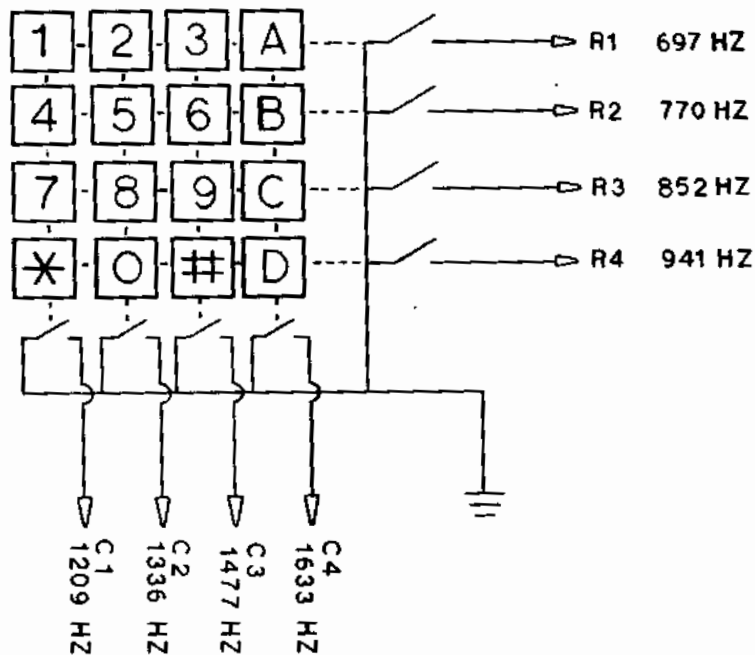 1 2 3 A R1 697 HZ
4 5 6 B R2 770 HZ
7 8 9 C R3 852 HZ
* 0 # D R4 941 HZ
C1
1209 HZ
C2
1336 HZ
C3
1477 HZ
C4
1633 HZ